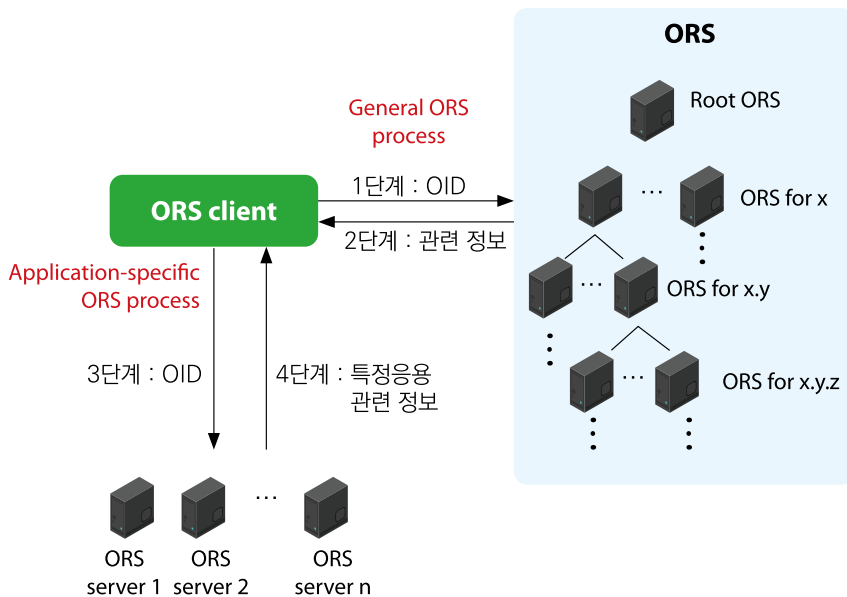 ORS
Root ORS
General ORS
process
1단계 : OID
ORS for x
ORS client
2단계 : 관련 정보
Application-specific
ORS process
ORS for x.y
3단계 : OID
4단계 : 특정응용
관련 정보
ORS for x.y.z
ORS
server 1
ORS
server 2
ORS
server n